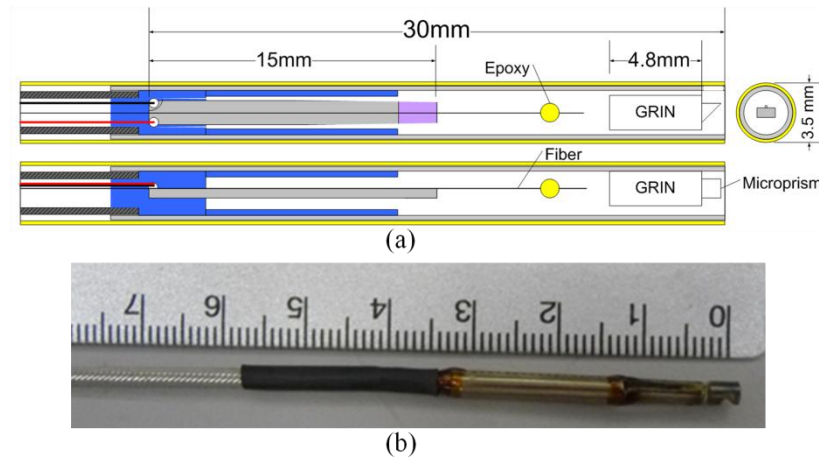 30mm
15mm
4.8mm
Epoxy
GRIN
3.5 mm
Fiber
GRIN
Microprism
(a)
7 6 5 4 3 2 1 0
(b)